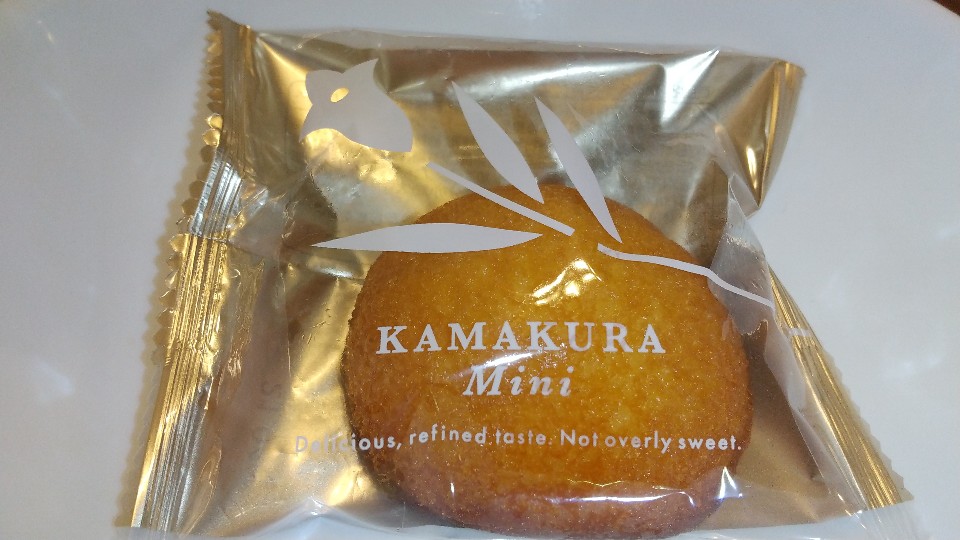 KAMAKURA
Mini
Delicious, refined taste. Not overly sweet.